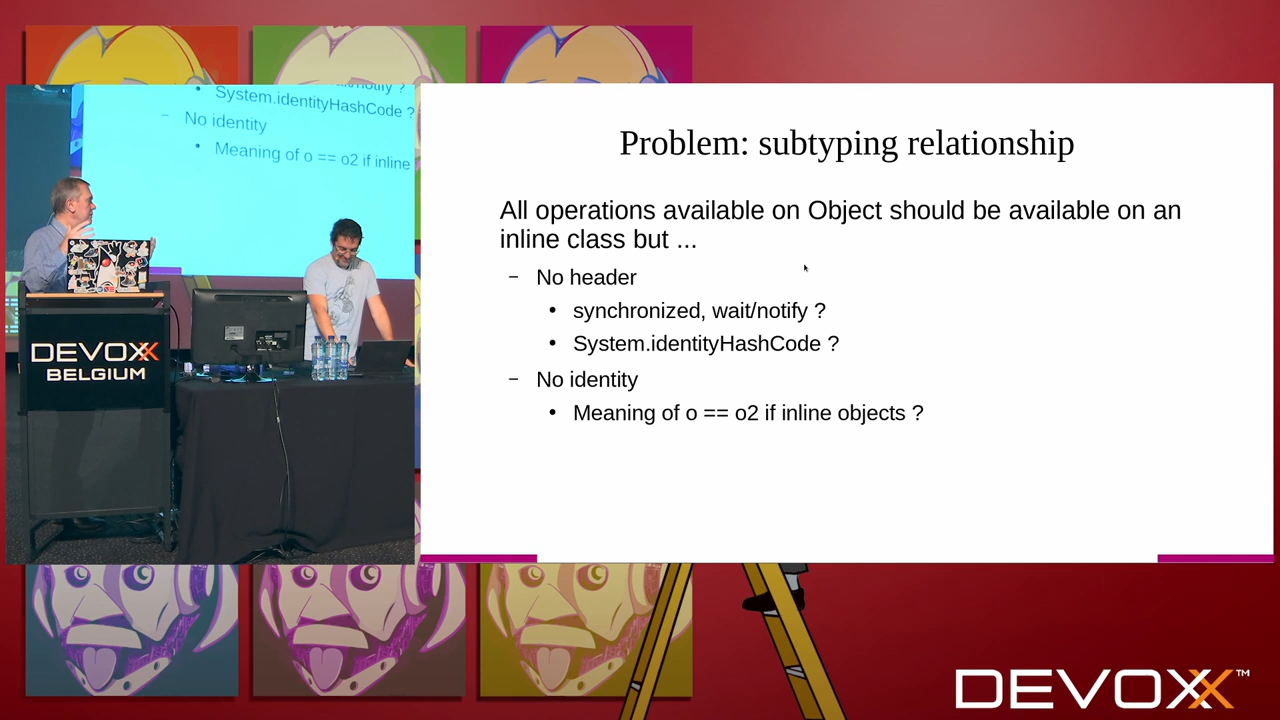 wait/notify ?
System.identityHashCode ?
– No identity
• Meaning of o == o2 if inline
DEVOXX
BELGIUM
Problem: subtyping relationship
All operations available on Object should be available on an
inline class but ...
– No header
• synchronized, wait/notify ?
• System.identityHashCode ?
– No identity
• Meaning of o == o2 if inline objects ?
DEVOXX™